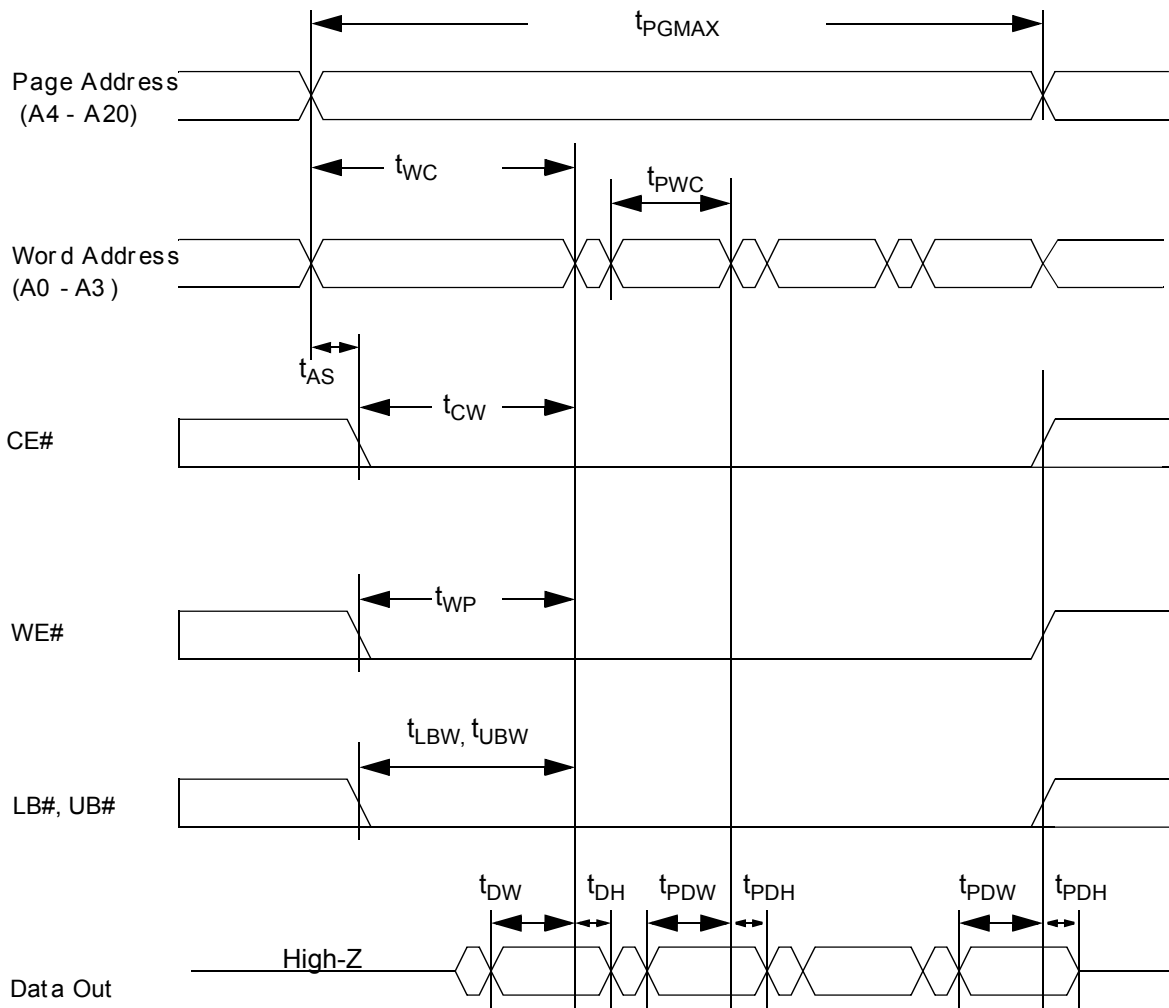 tPGMAX
Page Address
(A4 - A20)
tWC
tPWC
Word Address
(A0 - A3 )
tAS
tCW
CE#
tWP
WE#
tLBW, tUBW
LB#, UB#
tDW
tDH
tPDW
tPDH
tPDW
tPDH
High-Z
Data Out